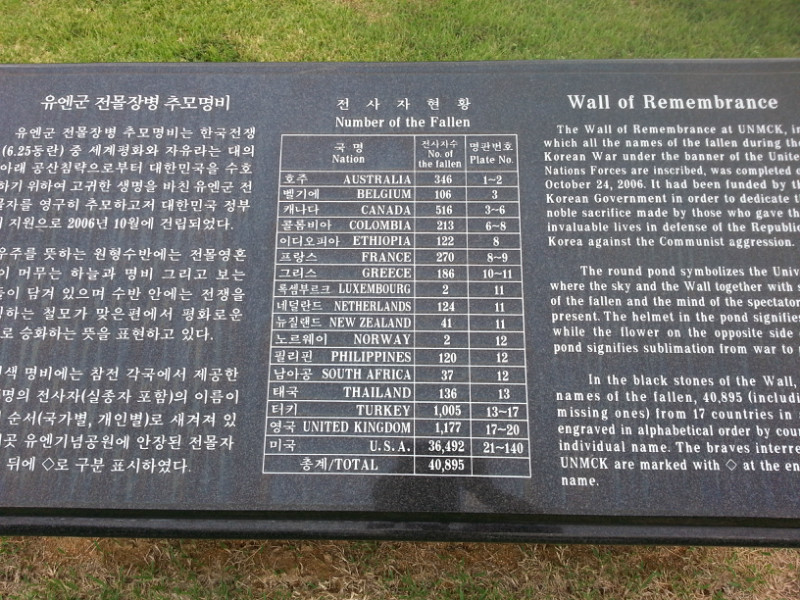 유엔군 전몰장병 추모명비
유엔군 전몰장병 추모명비는 한국전쟁
(6.25동란) 중 세계평화와 자유라는 대의
아래 공산침략으로부터 대한민국을 수호
하기 위하여 고귀한 생명을 바친 유엔군 전
몰자를 영구히 추모하고저 대한민국 정부
지원으로 2006년 10월에 건립되었다.
우주를 뜻하는 원형수반에는 전몰영혼
이 머무는 하늘과 명비 그리고 보는
담겨 있으며 수반 안에는 전쟁을
하는 철모가 맞은편에서 평화로운
로 승화하는 뜻을 표현하고 있다.
명비에는 참전 각국에서 제공한
명의 전사자(실종자 포함)의 이름이
순서(국가별, 개인별)로 새겨져 있
유엔기념공원에 안장된 전몰자
뒤에 ◇로 구분 표시하였다.
전사자현황
Number of the Fallen
국 명 Nation 전사자수 No. of the fallen 명판번호 Plate No.
호주 AUSTRALIA 346 1~2
벨기에 BELGIUM 106 3
캐나다 CANADA 516 3~6
콜롬비아 COLOMBIA 213 6~8
이디오피아 ETHIOPIA 122 8
프랑스 FRANCE 270 8~9
그리스 GREECE 186 10~11
룩셈부르크 LUXEMBOURG 2 11
네덜란드 NETHERLANDS 124 11
뉴질랜드 NEW ZEALAND 41 11
노르웨이 NORWAY 2 12
필리핀 PHILIPPINES 120 12
남아공 SOUTH AFRICA 37 12
태국 THAILAND 136 13
터키 TURKEY 1,005 13~17
영국 UNITED KINGDOM 1,177 17~20
미국 U.S.A. 36,492 21~140
총계/TOTAL 40,895
Wall of Remembrance
The Wall of Remembrance at UNMCK, in
which all the names of the fallen during the
Korean War under the banner of the United
Nations Forces are inscribed, was completed
October 24, 2006. It had been funded by the
Korean Government in order to dedicate
noble sacrifice made by those who gave
invaluable lives in defense of the Republic
Korea against the Communist aggression.
The round pond symbolizes the
where the sky and the Wall together with
of the fallen and the mind of the spectator
present. The helmet in the pond signifies
while the flower on the opposite side
pond signifies sublimation from war to
In the black stones of the Wall,
names of the fallen, 40,895
missing ones) from 17 countries in
engraved in alphabetical order by
individual name. The braves
UNMCK are marked with ◇ at the
name.